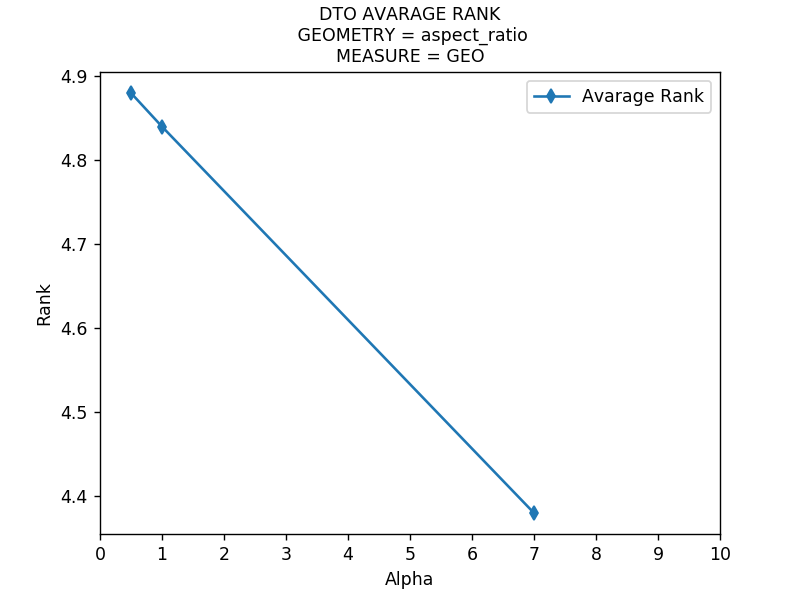 DTO AVARAGE RANK
GEOMETRY = aspect_ratio
MEASURE = GEO
Avarage Rank
4.9
4.8
4.7
4.6
4.5
4.4
Rank
0 1 2 3 4 5 6 7 8 9 10
Alpha